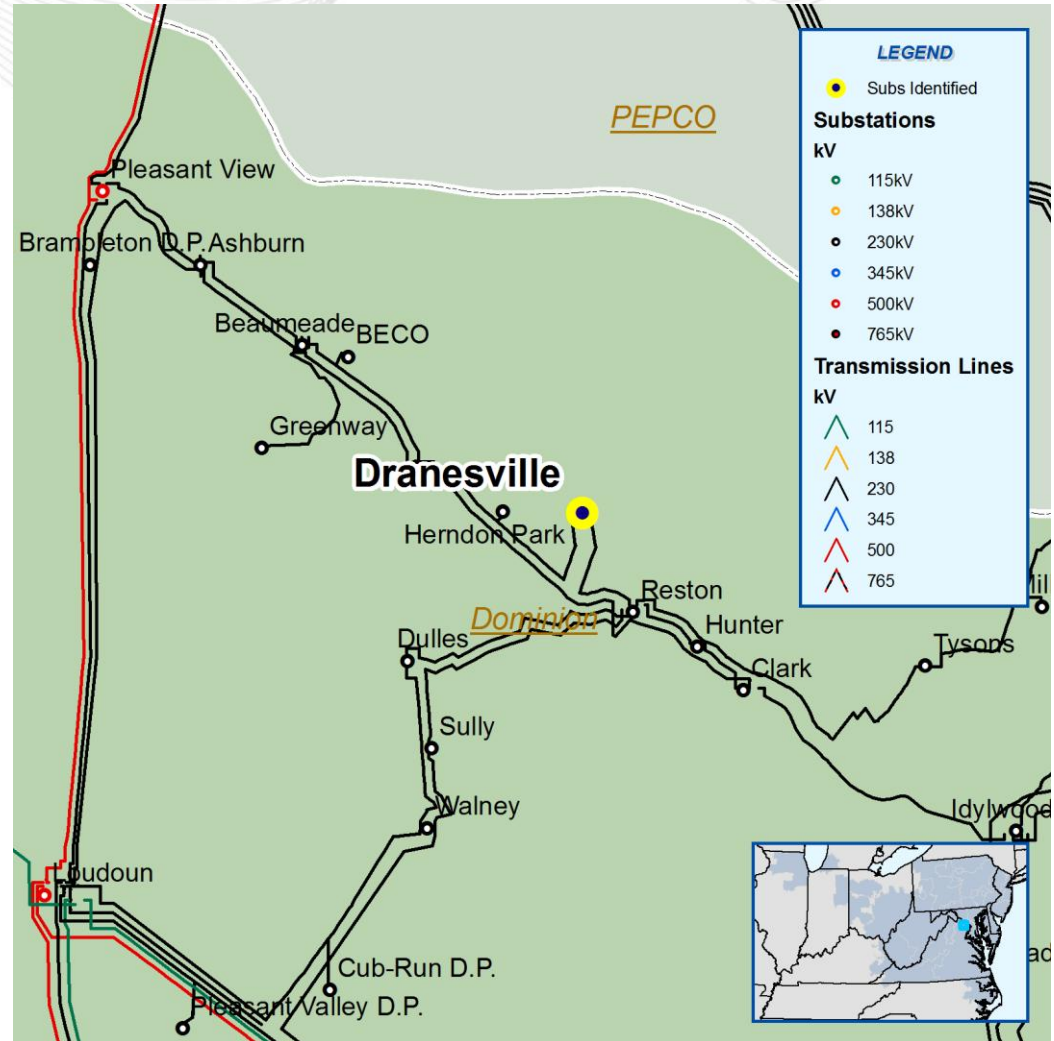 LEGEND
Subs Identified
Substations
kV
115kV
138kV
230kV
345kV
500kV
765kV
Transmission Lines
kV
115
138
230
345
500
765
PEPCO
Pleasant View
Brambleton D.P.
Ashburn
Beaumeade
BECO
Greenway
Dranesville
Herndon Park
Reston
Dominion
Hunter
Dulles
Clark
Tysons
Sully
Walney
Idylwood
Loudoun
Cub-Run D.P.
Pleasant Valley D.P.